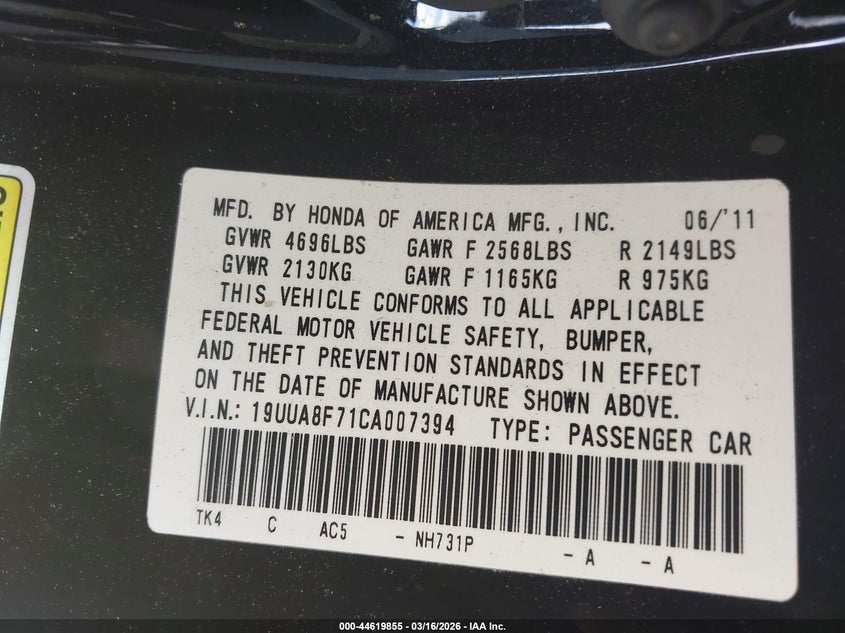 MFD. BY HONDA OF AMERICA MFG., INC. 06/'11
GVWR 4696LBS GAWR F 2568LBS R 2149LBS
GVWR 2130KG GAWR F 1165KG R 975KG
THIS VEHICLE CONFORMS TO ALL APPLICABLE
FEDERAL MOTOR VEHICLE SAFETY, BUMPER,
AND THEFT PREVENTION STANDARDS IN EFFECT
ON THE DATE OF MANUFACTURE SHOWN ABOVE.
V.I.N.: 19UUA8F71CA007394 TYPE: PASSENGER CAR
TK4 C AC5 - NH731P - A - A
000-44619855 - 03/16/2026 - IAA Inc.